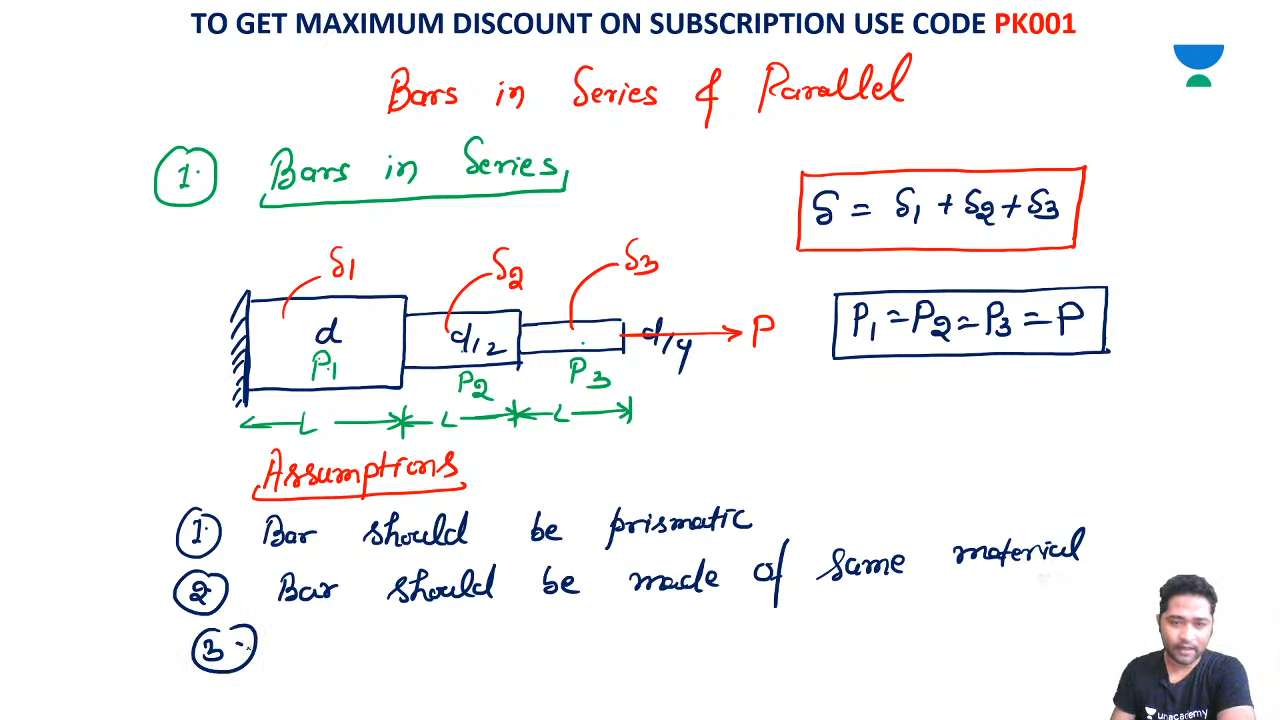 TO GET MAXIMUM DISCOUNT ON SUBSCRIPTION USE CODE PK001
Bars in Series & Parallel
1. Bars in Series
δ = δ1 + δ2 + δ3
δ1 δ2 δ3
P1 = P2 = P3 = P
d d/2 d/4 P
P1 P2 P3
L L L
Assumptions
1. Bar should be prismatic
2. Bar should be made of same material
3.
unacademy